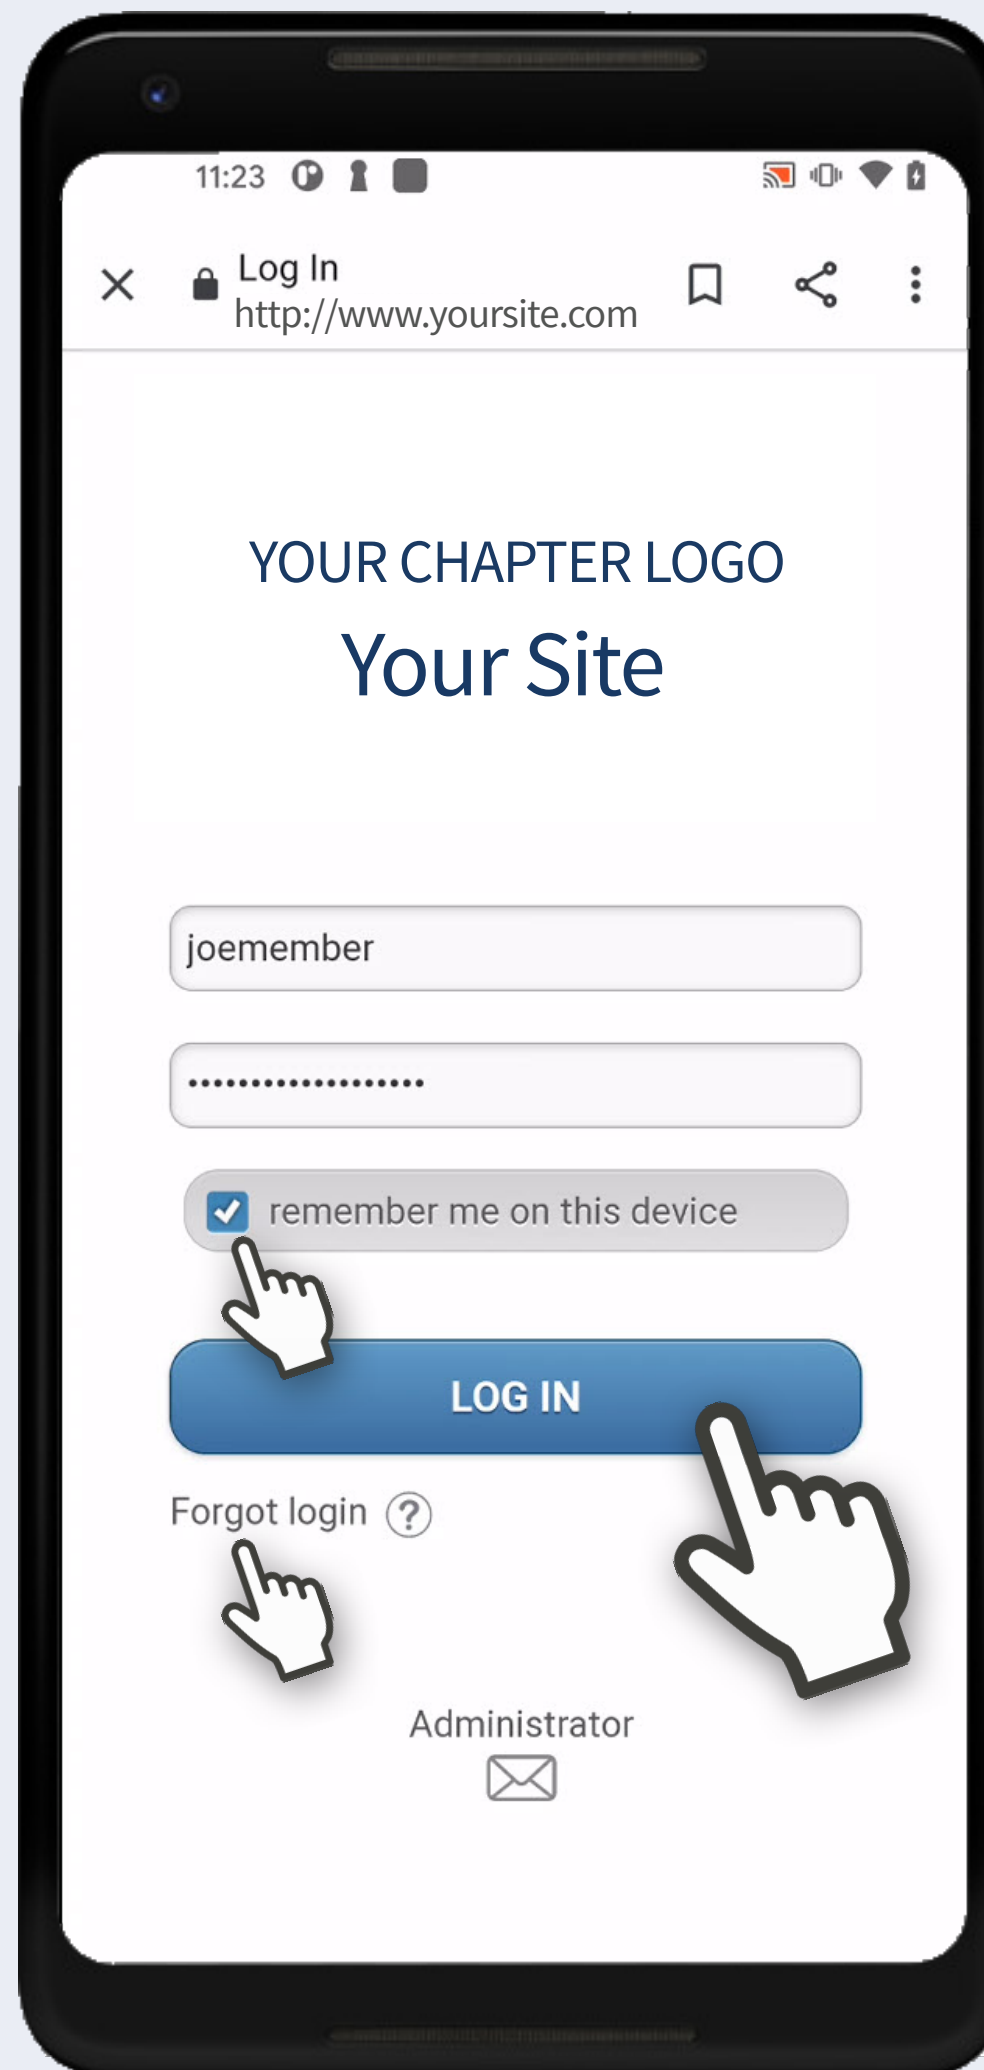 11:23
Log In
http://www.yoursite.com
YOUR CHAPTER LOGO
Your Site
joemember
•••••••••••••••••••
remember me on this device
LOG IN
Forgot login ?
Administrator